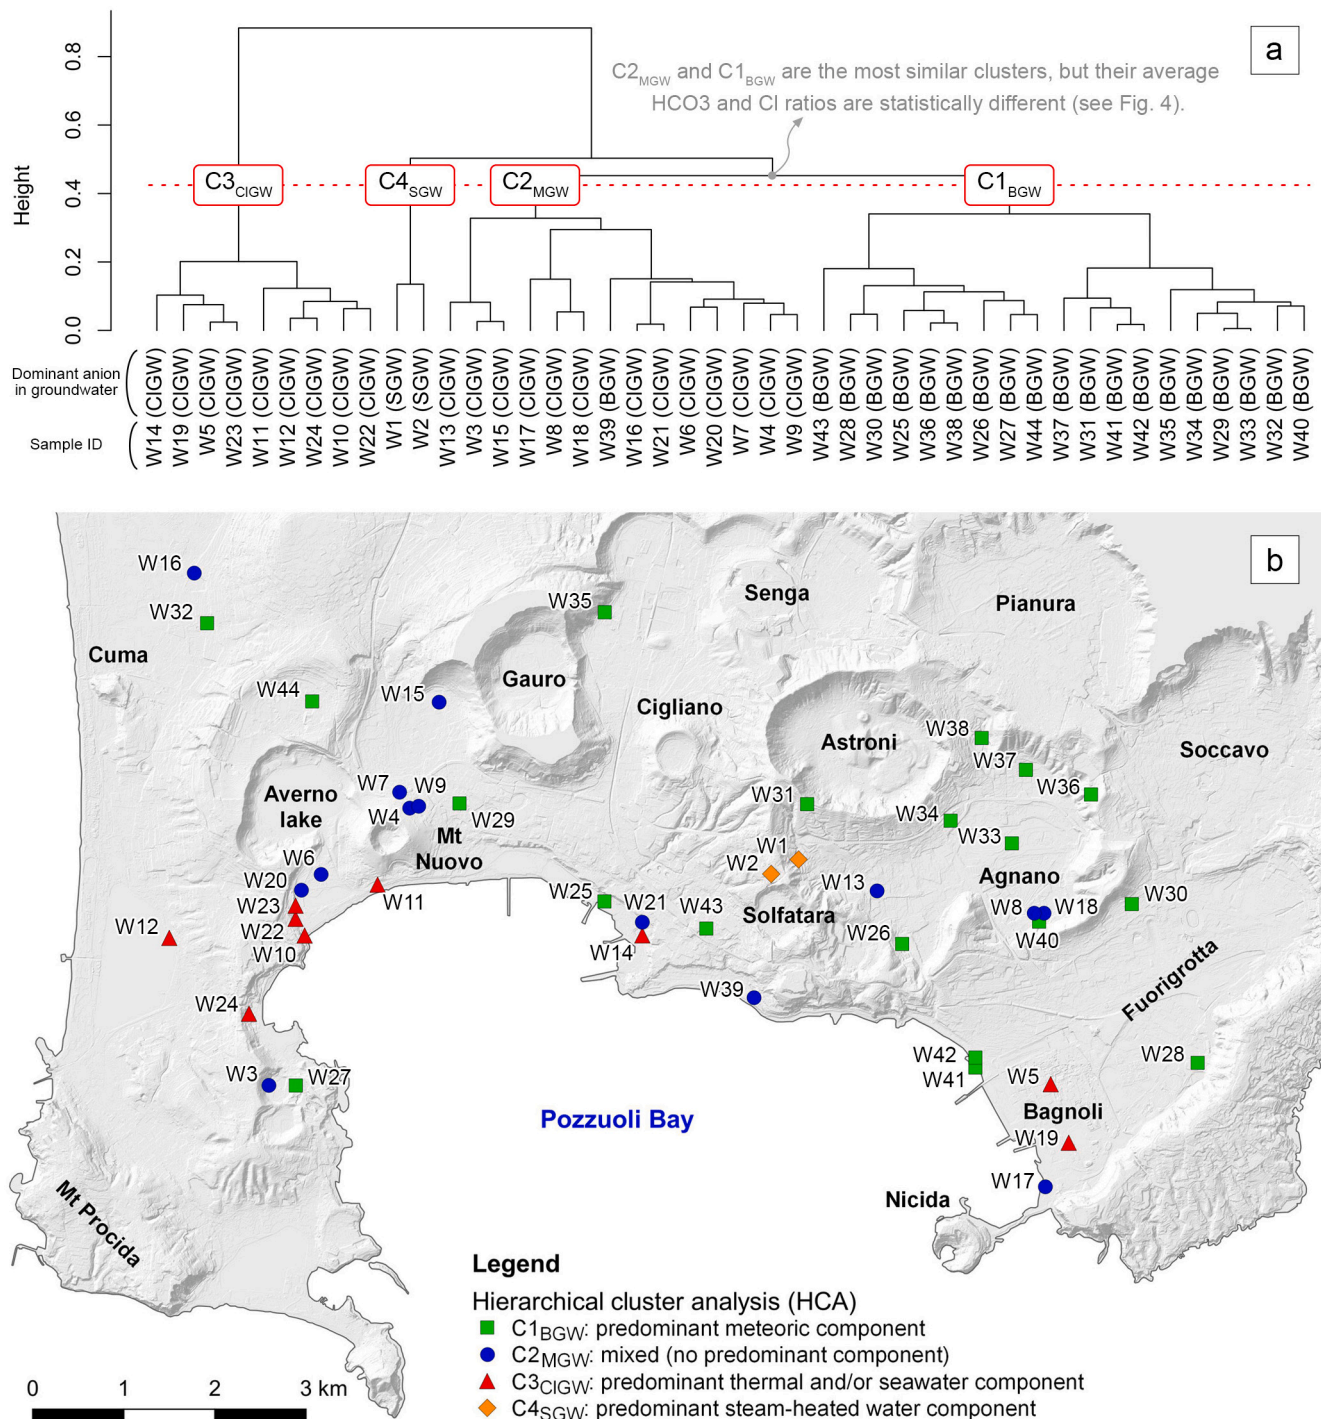 a
C2MGW and C1BGW are the most similar clusters, but their average
HCO3 and Cl ratios are statistically different (see Fig. 4).
Height
0.8
0.6
0.4
0.2
0.0
C3ClGW
C4SGW
C2MGW
C1BGW
Dominant anion
in groundwater
Sample ID
W14 (ClGW)
W19 (ClGW)
W5 (ClGW)
W23 (ClGW)
W11 (ClGW)
W12 (ClGW)
W24 (ClGW)
W10 (ClGW)
W22 (ClGW)
W1 (SGW)
W2 (SGW)
W13 (ClGW)
W3 (ClGW)
W15 (ClGW)
W17 (ClGW)
W8 (ClGW)
W18 (ClGW)
W39 (BGW)
W16 (ClGW)
W21 (ClGW)
W6 (ClGW)
W20 (ClGW)
W7 (ClGW)
W4 (ClGW)
W9 (ClGW)
W43 (BGW)
W28 (BGW)
W30 (BGW)
W25 (BGW)
W36 (BGW)
W38 (BGW)
W26 (BGW)
W27 (BGW)
W44 (BGW)
W37 (BGW)
W31 (BGW)
W41 (BGW)
W42 (BGW)
W35 (BGW)
W34 (BGW)
W29 (BGW)
W33 (BGW)
W32 (BGW)
W40 (BGW)
b
W16
W32
Cuma
W44
W15
W35
Gauro
Senga
Pianura
Cigliano
Astroni
W38
W37
W36
Soccavo
Averno
lake
W7
W9
W4
W29
Mt
Nuovo
W31
W34
W33
W1
W2
Agnano
W6
W20
W23
W22
W10
W11
W12
W25
W21
W14
W43
Solfatara
W13
W26
W8
W18
W40
W30
W39
Fuorigrotta
W24
W3
W27
W42
W41
W5
Bagnoli
W28
W19
W17
Nicida
Pozzuoli Bay
Mt Procida
Legend
Hierarchical cluster analysis (HCA)
C1BGW: predominant meteoric component
C2MGW: mixed (no predominant component)
C3ClGW: predominant thermal and/or seawater component
C4SGW: predominant steam-heated water component
0 1 2 3 km